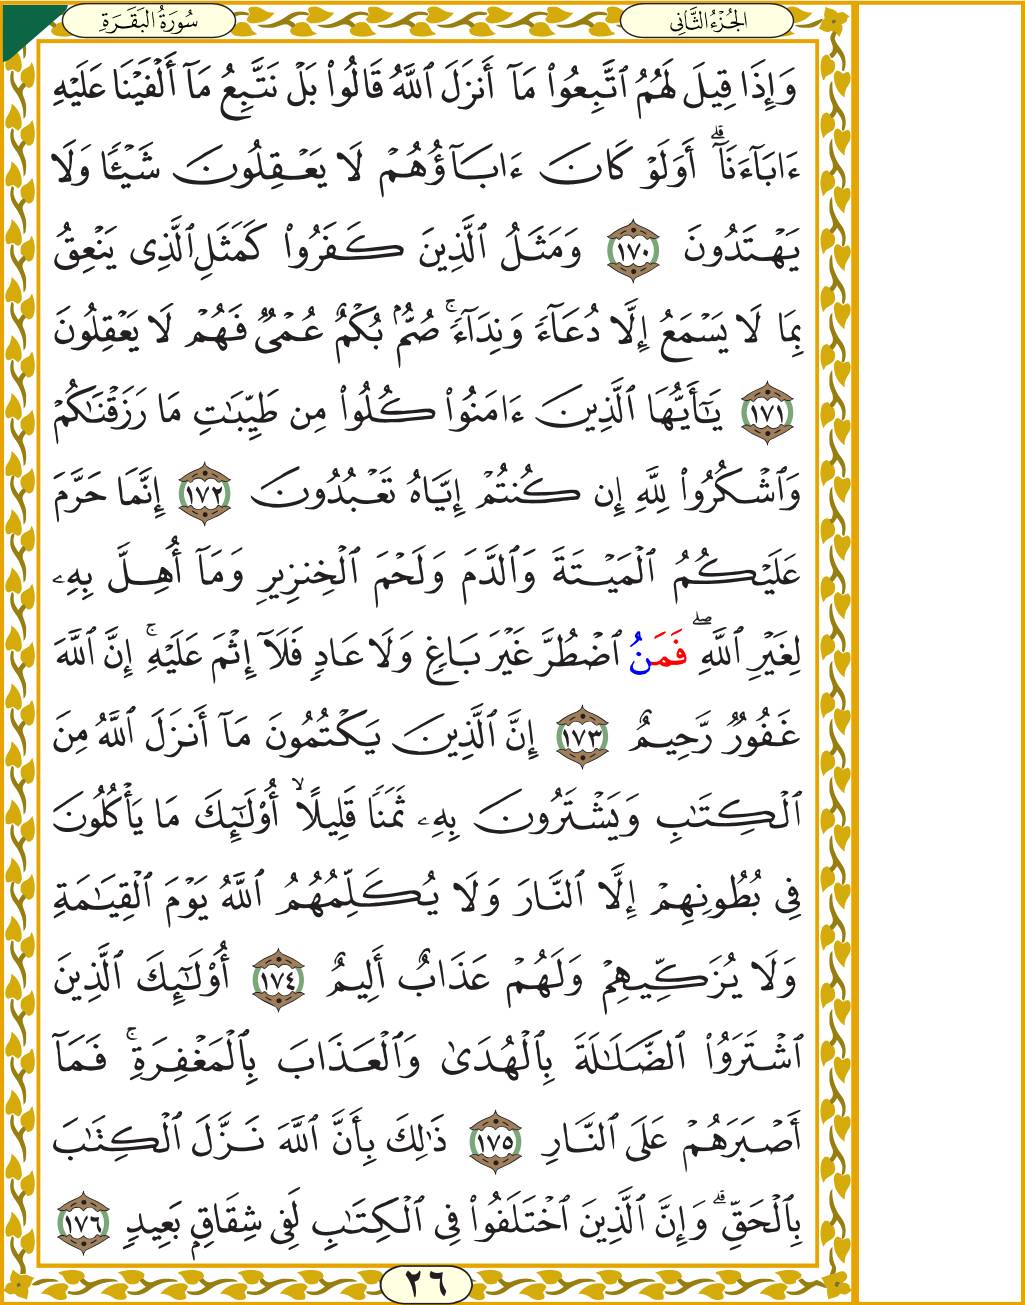 سُورَةُ البَقَرَةِ
الجُزْءُ الثَّانِي
وَإِذَا قِيلَ لَهُمُ ٱتَّبِعُوا۟ مَآ أَنزَلَ ٱللَّهُ قَالُوا۟ بَلْ نَتَّبِعُ مَآ أَلْفَيْنَا عَلَيْهِ
ءَابَآءَنَآ ۗ أَوَلَوْ كَانَ ءَابَآؤُهُمْ لَا يَعْقِلُونَ شَيْـًٔا وَلَا
يَهْتَدُونَ ١٧٠ وَمَثَلُ ٱلَّذِينَ كَفَرُوا۟ كَمَثَلِ ٱلَّذِى يَنْعِقُ
بِمَا لَا يَسْمَعُ إِلَّا دُعَآءً وَنِدَآءً ۚ صُمٌّۢ بُكْمٌ عُمْىٌ فَهُمْ لَا يَعْقِلُونَ
١٧١ يَـٰٓأَيُّهَا ٱلَّذِينَ ءَامَنُوا۟ كُلُوا۟ مِن طَيِّبَـٰتِ مَا رَزَقْنَـٰكُمْ
وَٱشْكُرُوا۟ لِلَّهِ إِن كُنتُمْ إِيَّاهُ تَعْبُدُونَ ١٧٢ إِنَّمَا حَرَّمَ
عَلَيْكُمُ ٱلْمَيْتَةَ وَٱلدَّمَ وَلَحْمَ ٱلْخِنزِيرِ وَمَآ أُهِلَّ بِهِۦ
لِغَيْرِ ٱللَّهِ ۖ فَمَنُ ٱضْطُرَّ غَيْرَ بَاغٍ وَلَا عَادٍ فَلَآ إِثْمَ عَلَيْهِ ۚ إِنَّ ٱللَّهَ
غَفُورٌ رَّحِيمٌ ١٧٣ إِنَّ ٱلَّذِينَ يَكْتُمُونَ مَآ أَنزَلَ ٱللَّهُ مِنَ
ٱلْكِتَـٰبِ وَيَشْتَرُونَ بِهِۦ ثَمَنًا قَلِيلًا ۙ أُو۟لَـٰٓئِكَ مَا يَأْكُلُونَ
فِى بُطُونِهِمْ إِلَّا ٱلنَّارَ وَلَا يُكَلِّمُهُمُ ٱللَّهُ يَوْمَ ٱلْقِيَـٰمَةِ
وَلَا يُزَكِّيهِمْ وَلَهُمْ عَذَابٌ أَلِيمٌ ١٧٤ أُو۟لَـٰٓئِكَ ٱلَّذِينَ
ٱشْتَرَوُا۟ ٱلضَّلَـٰلَةَ بِٱلْهُدَىٰ وَٱلْعَذَابَ بِٱلْمَغْفِرَةِ ۚ فَمَآ
أَصْبَرَهُمْ عَلَى ٱلنَّارِ ١٧٥ ذَٰلِكَ بِأَنَّ ٱللَّهَ نَزَّلَ ٱلْكِتَـٰبَ
بِٱلْحَقِّ ۗ وَإِنَّ ٱلَّذِينَ ٱخْتَلَفُوا۟ فِى ٱلْكِتَـٰبِ لَفِى شِقَاقٍۭ بَعِيدٍ ١٧٦
٢٦